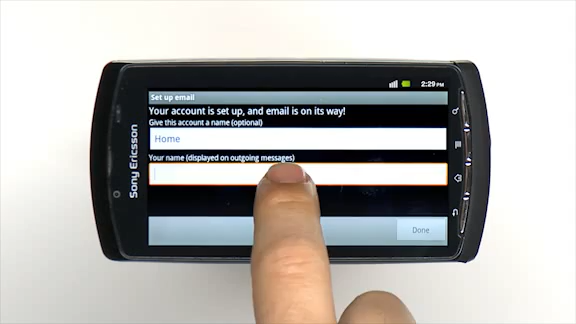 2:29 PM
Set up email
Your account is set up, and email is on its way!
Give this account a name (optional)
Home
Your name (displayed on outgoing messages)
Done
Sony Ericsson